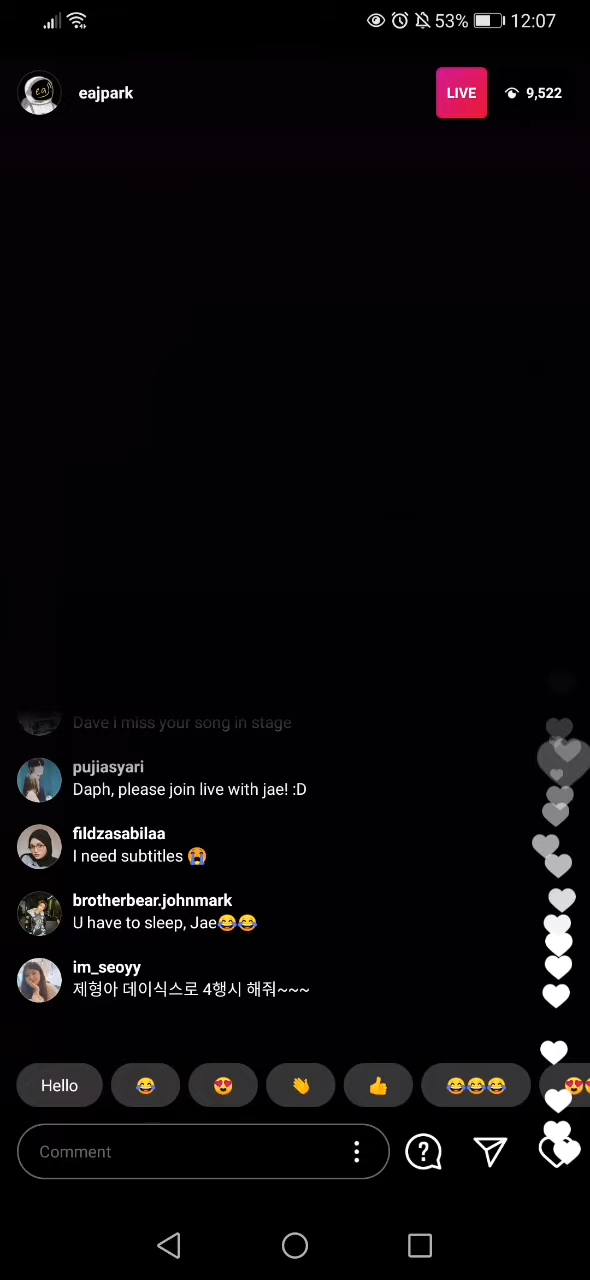 53% 12:07
eajpark LIVE 9,522
Dave i miss your song in stage
pujiasyari
Daph, please join live with jae! :D
fildzasabilaa
I need subtitles 😭
brotherbear.johnmark
U have to sleep, Jae😂😂
im_seoyy
제형아 데이식스로 4행시 해줘~~~
Hello 😂 😍 👏 👍 😂😂😂 😍
Comment